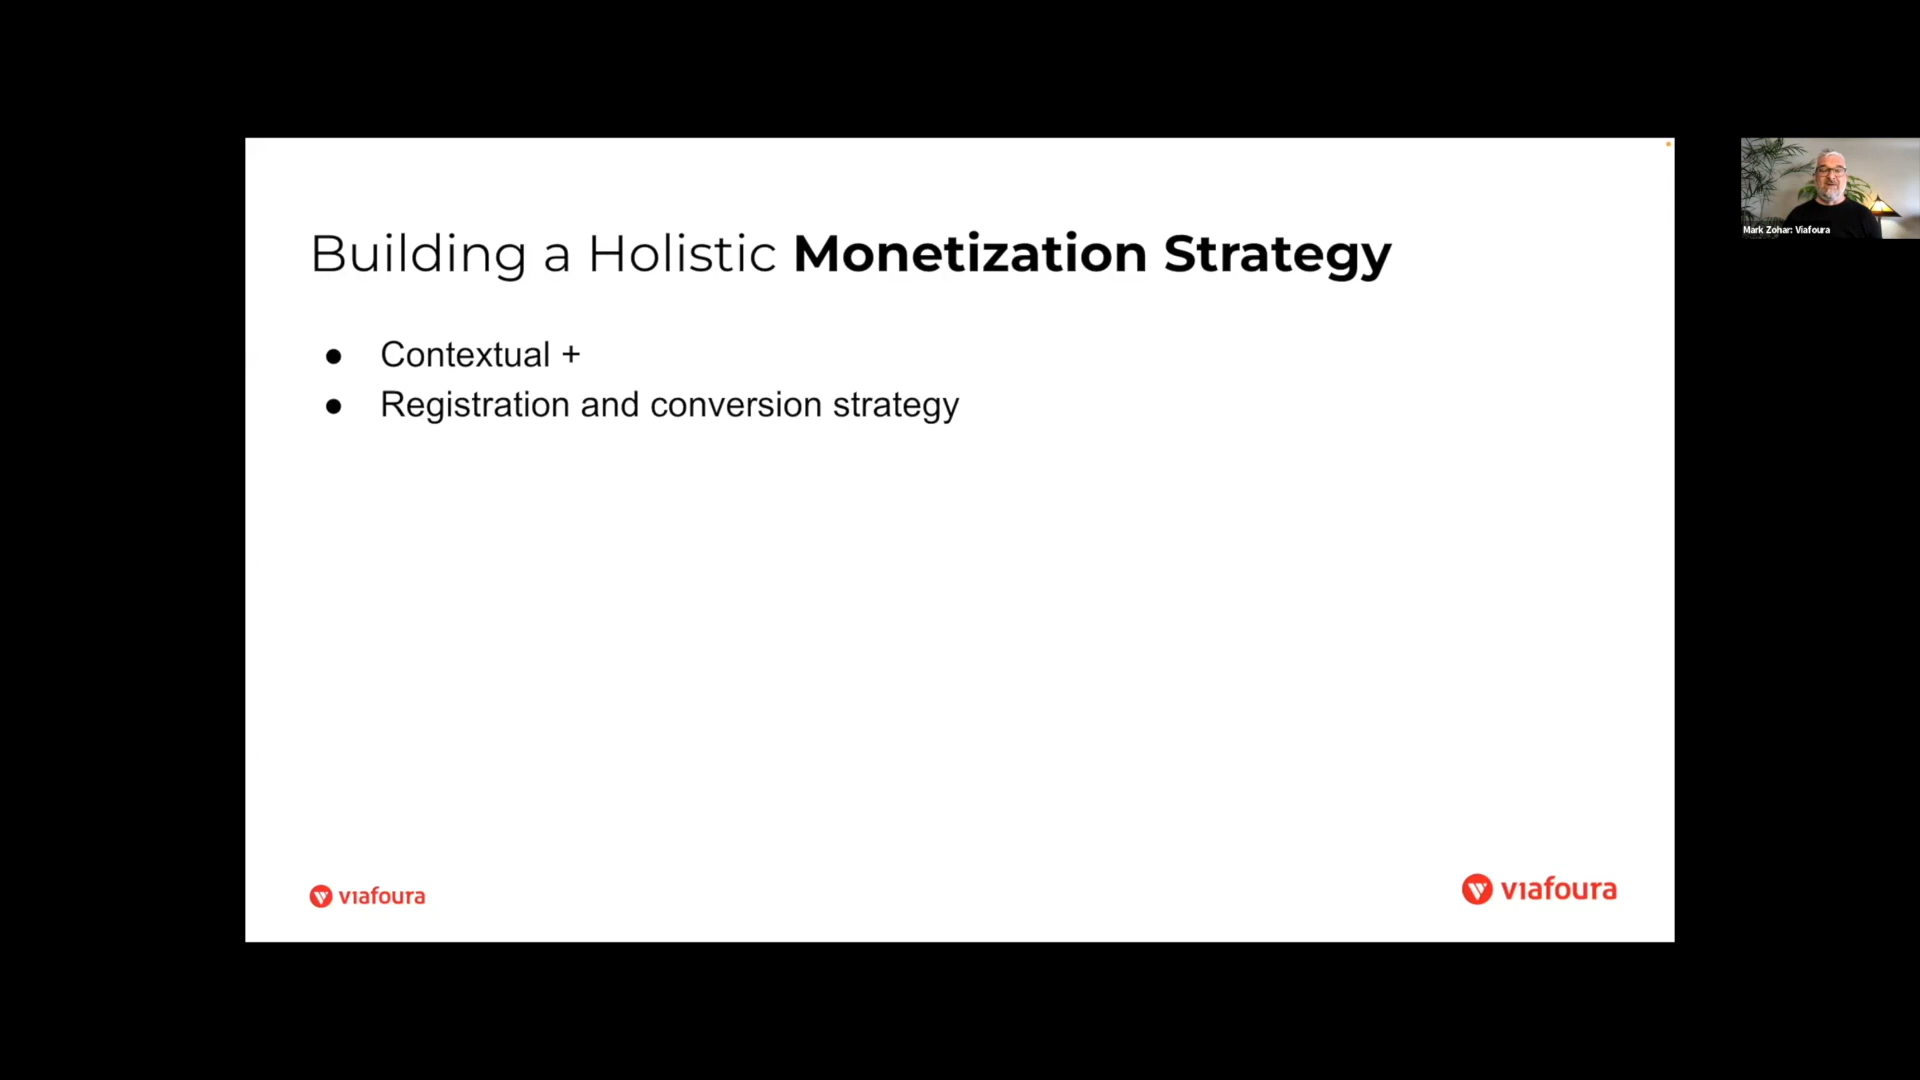 Building a Holistic Monetization Strategy
● Contextual +
● Registration and conversion strategy
viafoura
viafoura
Mark Zohar: Viafoura